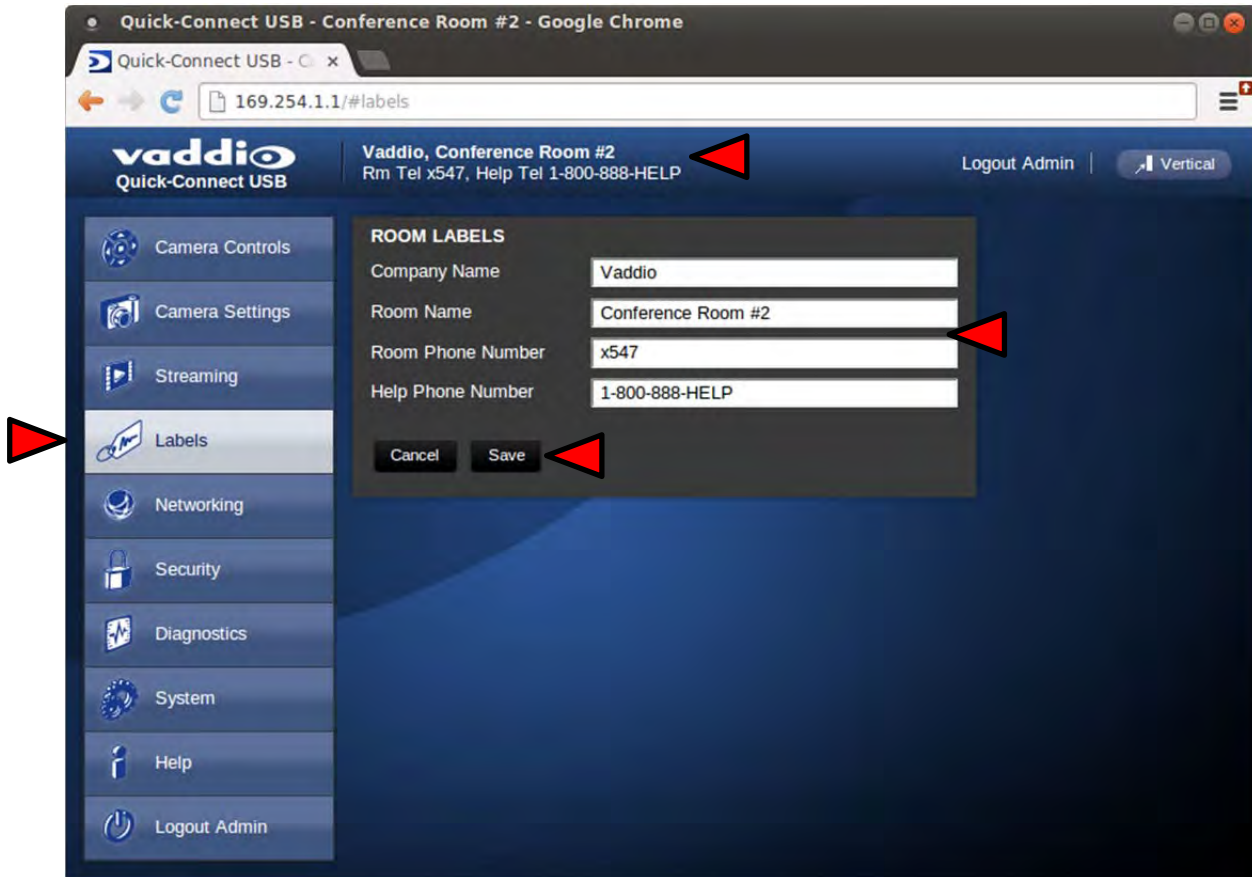 Quick-Connect USB - Conference Room #2 - Google Chrome
Quick-Connect USB - C
169.254.1.1/#labels
vaddio
Quick-Connect USB
Vaddio, Conference Room #2
Rm Tel x547, Help Tel 1-800-888-HELP
Logout Admin
Vertical
Camera Controls
Camera Settings
Streaming
Labels
Networking
Security
Diagnostics
System
Help
Logout Admin
ROOM LABELS
Company Name Vaddio
Room Name Conference Room #2
Room Phone Number x547
Help Phone Number 1-800-888-HELP
Cancel Save